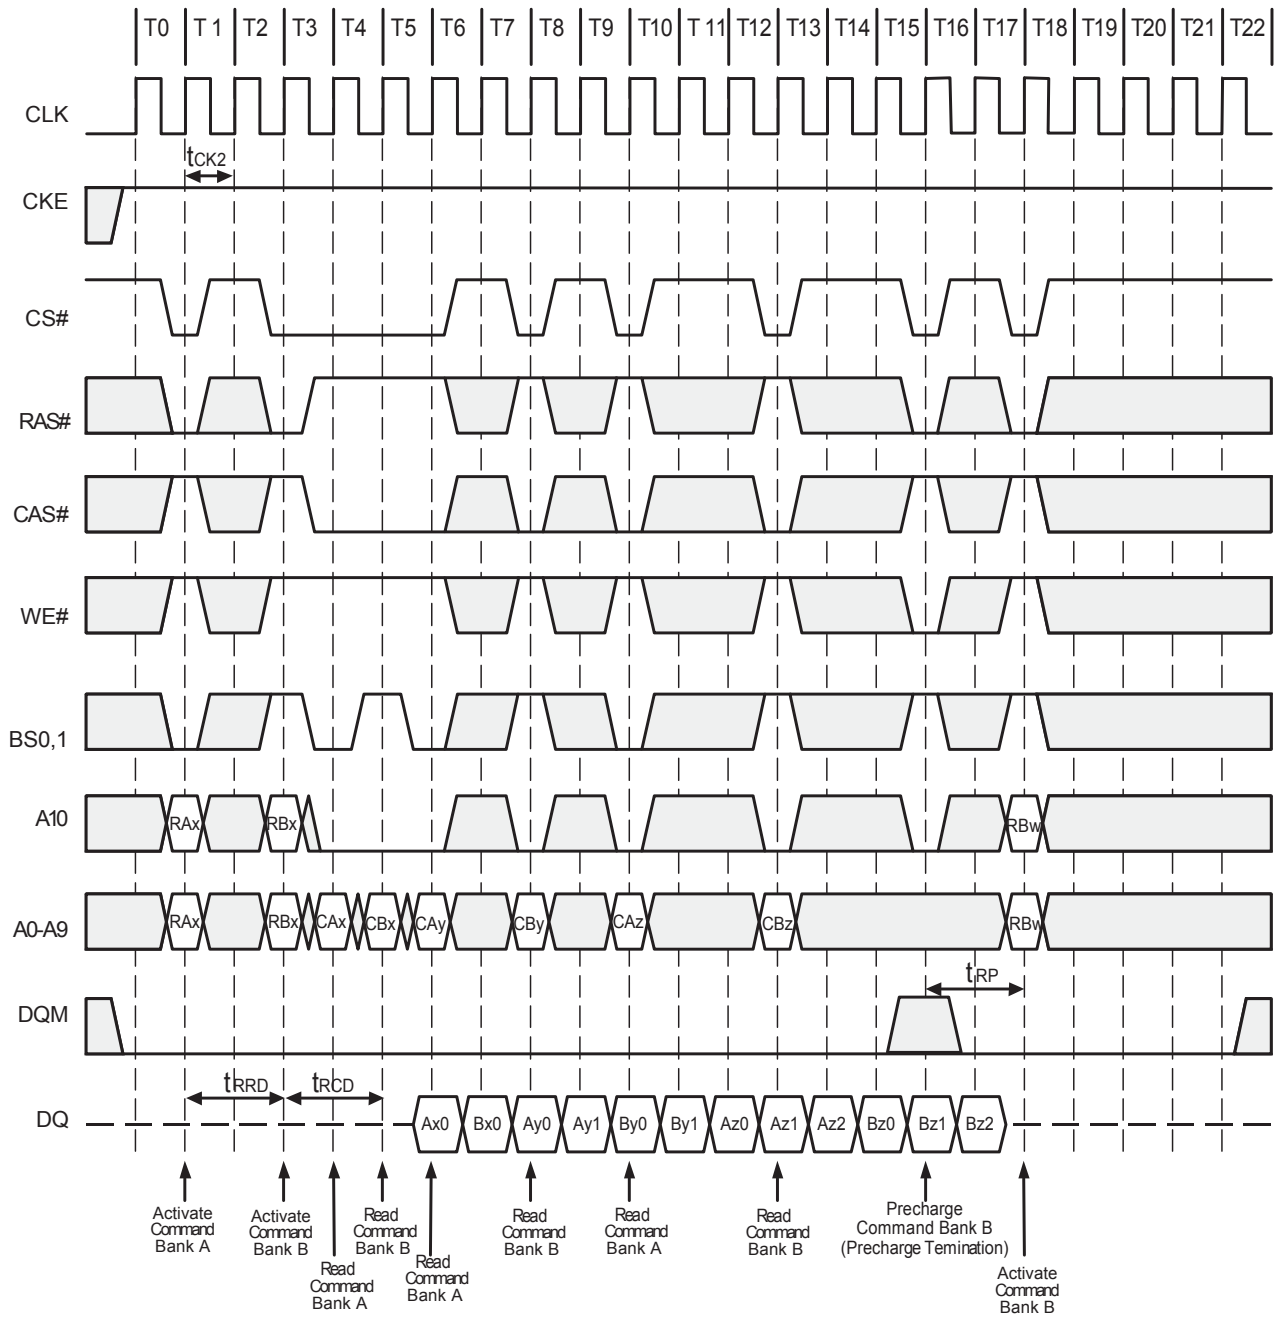 T0 T 1 T2 T3 T4 T5 T6 T7 T8 T9 T10 T 11 T12 T13 T14 T15 T16 T17 T18 T19 T20 T21 T22
CLK
tCK2
CKE
CS#
RAS#
CAS#
WE#
BS0,1
A10
RAx RBx RBw
A0-A9
RAx RBx CAx CBx CAy CBy CAz CBz RBw
tRP
DQM
tRRD tRCD
DQ
Ax0 Bx0 Ay0 Ay1 By0 By1 Az0 Az1 Az2 Bz0 Bz1 Bz2
Activate
Command
Bank A
Activate
Command
Bank B
Read
Command
Bank A
Read
Command
Bank B
Read
Command
Bank A
Read
Command
Bank B
Read
Command
Bank A
Read
Command
Bank B
Precharge
Command Bank B
(Precharge Temination)
Activate
Command
Bank B